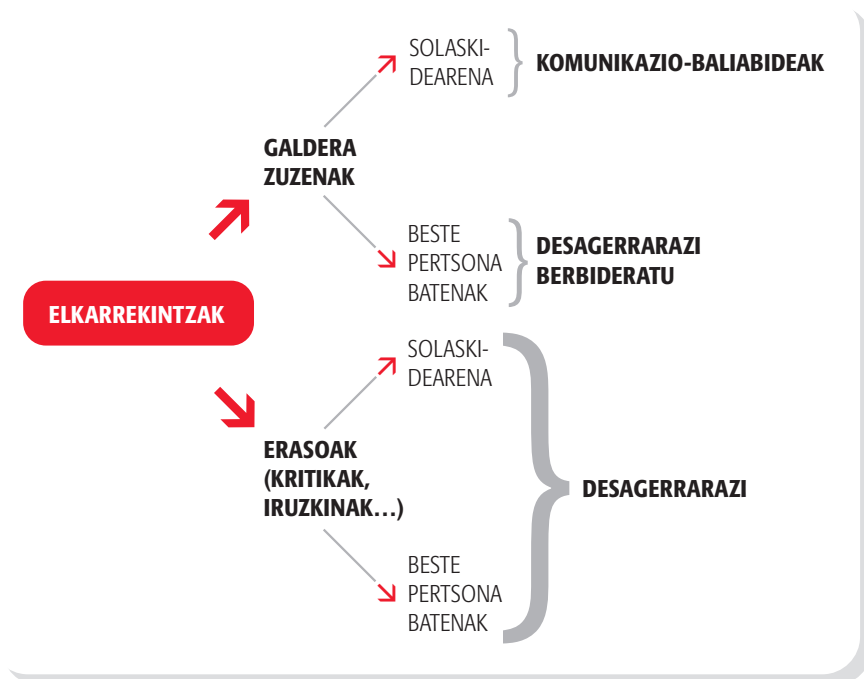 SOLASKI-
DEARENA
KOMUNIKAZIO-BALIABIDEAK
GALDERA
ZUZENAK
BESTE
PERTSONA
BATENAK
DESAGERRARAZI
BERBIDERATU
ELKARREKINTZAK
SOLASKI-
DEARENA
ERASOAK
(KRITIKAK,
IRUZKINAK...)
DESAGERRARAZI
BESTE
PERTSONA
BATENAK